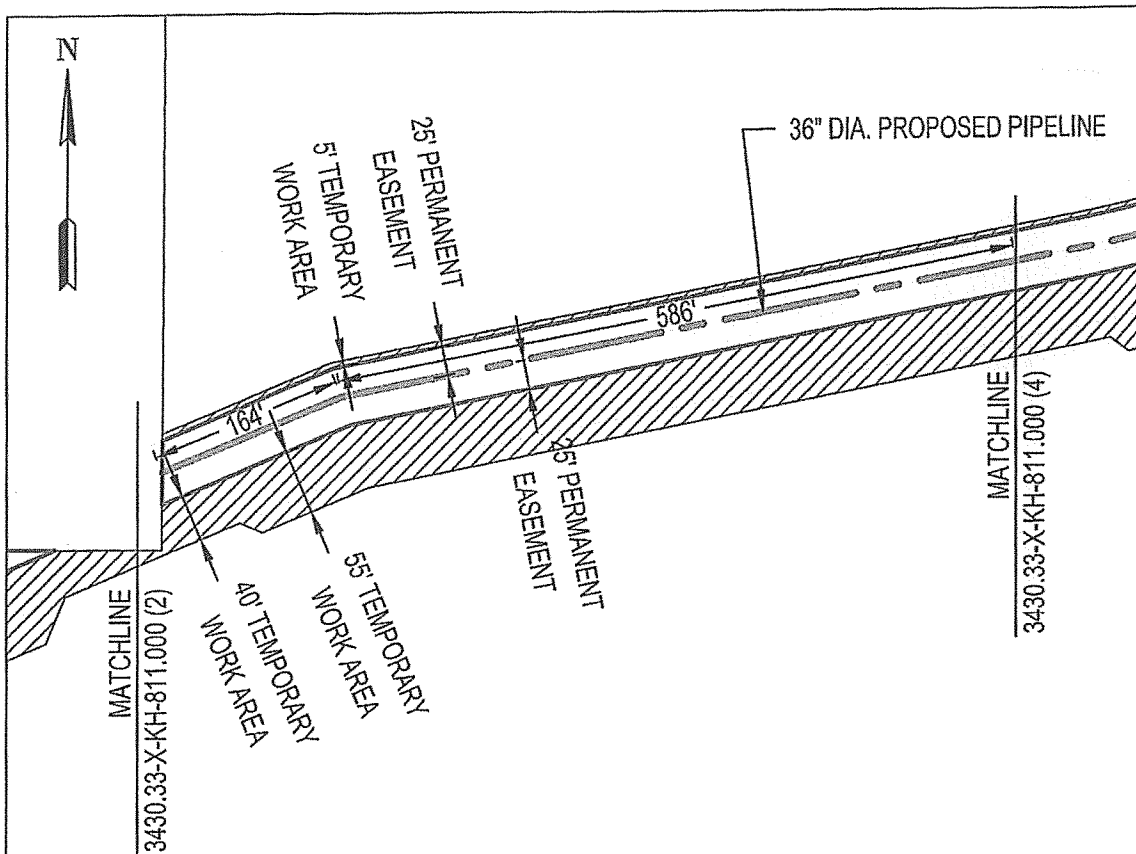 N
36" DIA. PROPOSED PIPELINE
25' PERMANENT
EASEMENT
5' TEMPORARY
WORK AREA
586'
164'
25' PERMANENT
EASEMENT
55' TEMPORARY
WORK AREA
40' TEMPORARY
WORK AREA
MATCHLINE
3430.33-X-KH-811.000 (2)
MATCHLINE
3430.33-X-KH-811.000 (4)